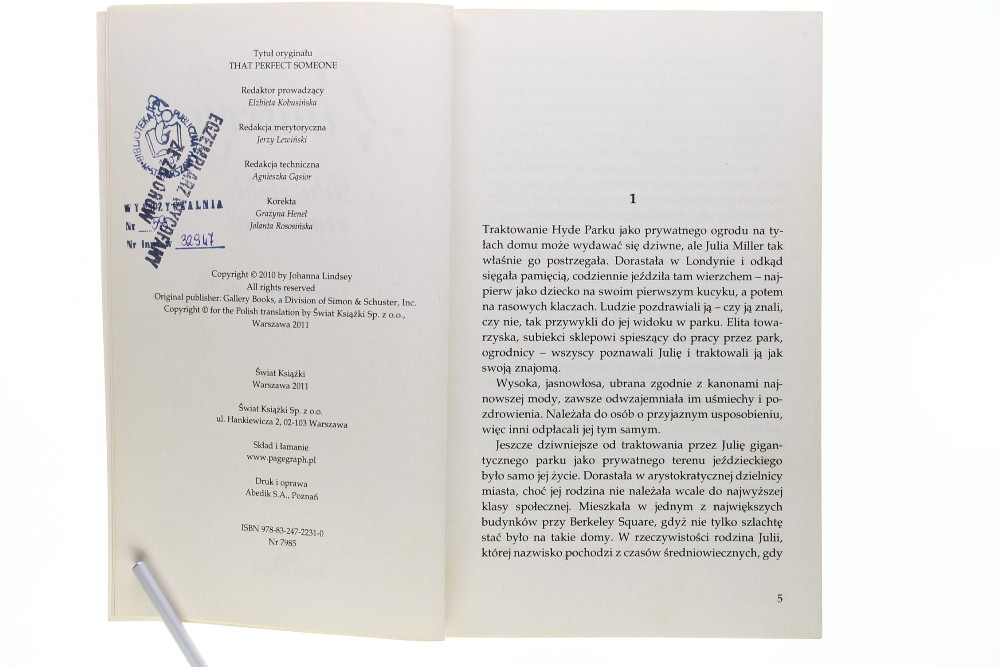 Tytuł oryginału
THAT PERFECT SOMEONE
Redaktor prowadzący
Elżbieta Kobusińska
Redakcja merytoryczna
Jerzy Lewiński
Redakcja techniczna
Agnieszka Gąsior
Korekta
Grażyna Henel
Jolanta Rososińska
BIBLIOTEKA PUBLICZNA
EGZEMPLARZ WYCOFANY
ZE ZBIORÓW
WYPOŻYCZALNIA
Nr
Nr Inw. 32947
Copyright © 2010 by Johanna Lindsey
All rights reserved
Original publisher: Gallery Books, a Division of Simon & Schuster, Inc.
Copyright © for the Polish translation by Świat Książki Sp. z o.o.,
Warszawa 2011
Świat Książki
Warszawa 2011
Świat Książki Sp. z o.o.
ul. Hankiewicza 2, 02-103 Warszawa
Skład i łamanie
www.pagegraph.pl
Druk i oprawa
Abedik S.A., Poznań
ISBN 978-83-247-2231-0
Nr 7985
1
Traktowanie Hyde Parku jako prywatnego ogrodu na ty-
łach domu może wydawać się dziwne, ale Julia Miller tak
właśnie go postrzegała. Dorastała w Londynie i odkąd
sięgała pamięcią, codziennie jeździła tam wierzchem – naj-
pierw jako dziecko na swoim pierwszym kucyku, a potem
na rasowych klaczach. Ludzie pozdrawiali ją – czy ją znali,
czy nie, tak przywykli do jej widoku w parku. Elita towa-
rzyska, subiekci sklepowi spieszący do pracy przez park,
ogrodnicy – wszyscy poznawali Julię i traktowali ją jak
swoją znajomą.
Wysoka, jasnowłosa, ubrana zgodnie z kanonami naj-
nowszej mody, zawsze odwzajemniała im uśmiechy i po-
zdrowienia. Należała do osób o przyjaznym usposobieniu,
więc inni odpłacali jej tym samym.
Jeszcze dziwniejsze od traktowania przez Julię gigan-
tycznego parku jako prywatnego terenu jeździeckiego
było samo jej życie. Dorastała w arystokratycznej dzielnicy
miasta, choć jej rodzina nie należała wcale do najwyższej
klasy społecznej. Mieszkała w jednym z największych
budynków przy Berkeley Square, gdyż nie tylko szlachtę
stać było na takie domy. W rzeczywistości rodzina Julii,
której nazwisko pochodzi z czasów średniowiecznych, gdy
5